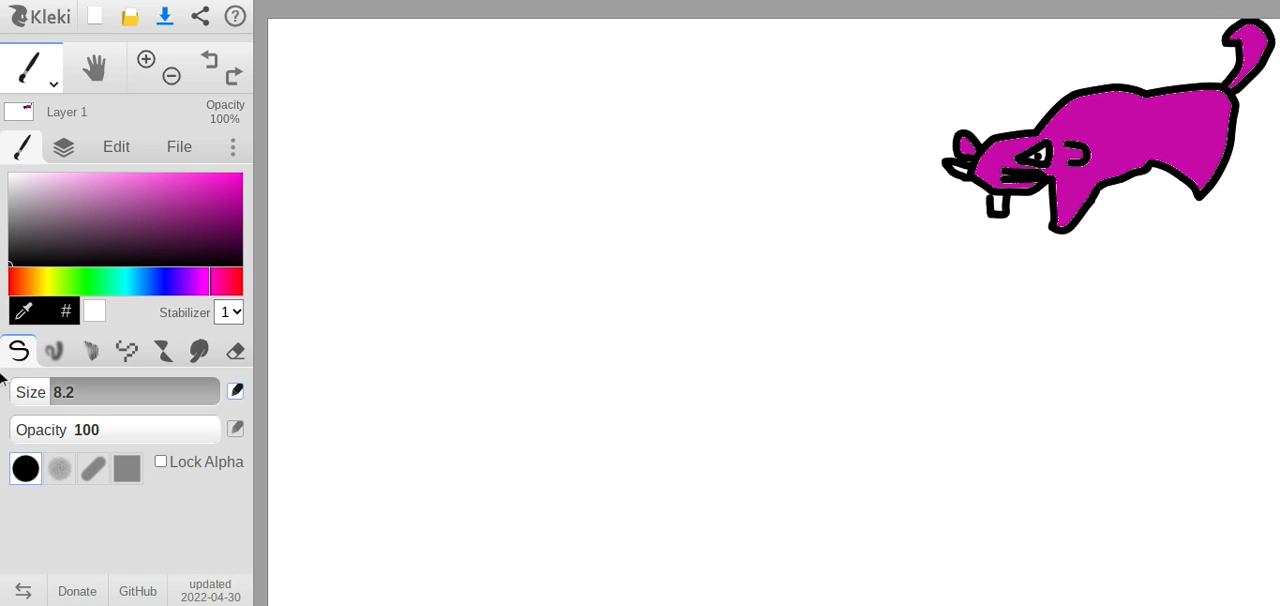 Kleki
Layer 1
Opacity
100%
Edit
File
#
Stabilizer 1
Size 8.2
Opacity 100
Lock Alpha
Donate
GitHub
updated
2022-04-30